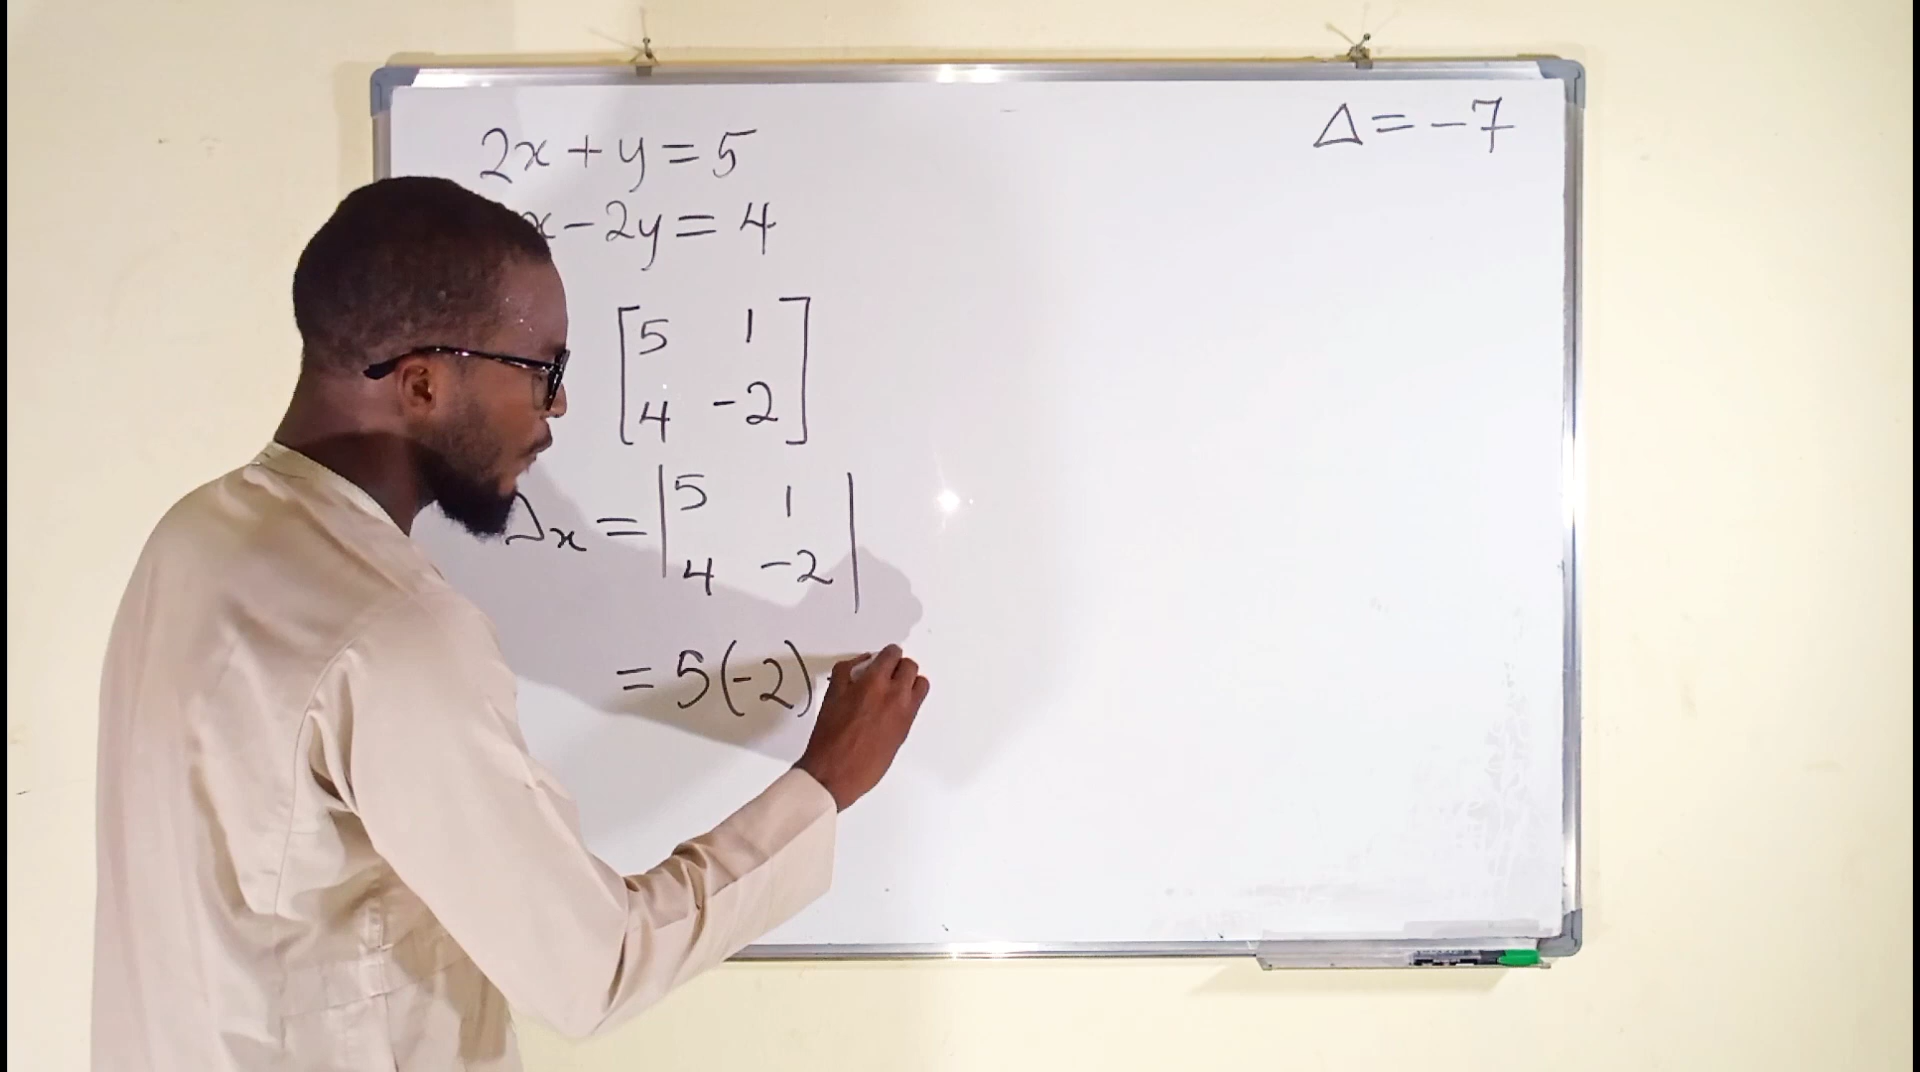 2x + y = 5
x - 2y = 4
Δ = -7
[5 1
4 -2]
Δx = |5 1
4 -2|
= 5(-2)